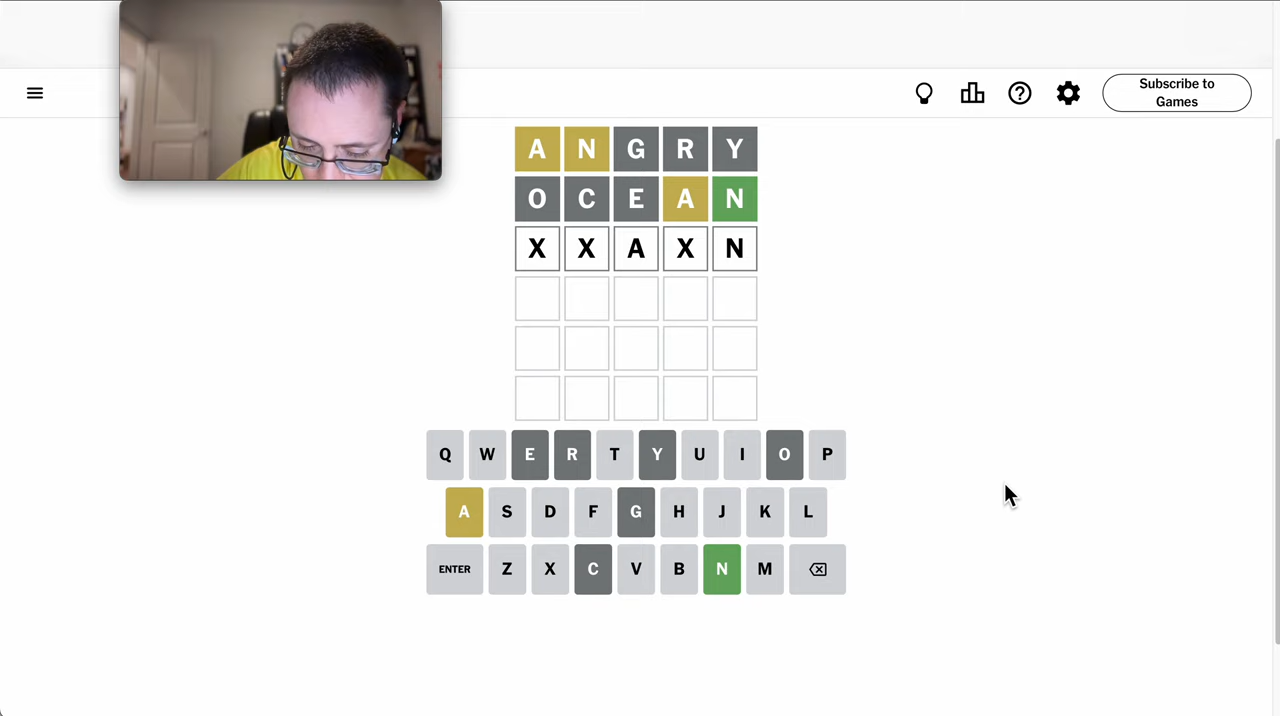 Subscribe to
Games
A N G R Y
O C E A N
X X A X N
Q W E R T Y U I O P
A S D F G H J K L
ENTER Z X C V B N M